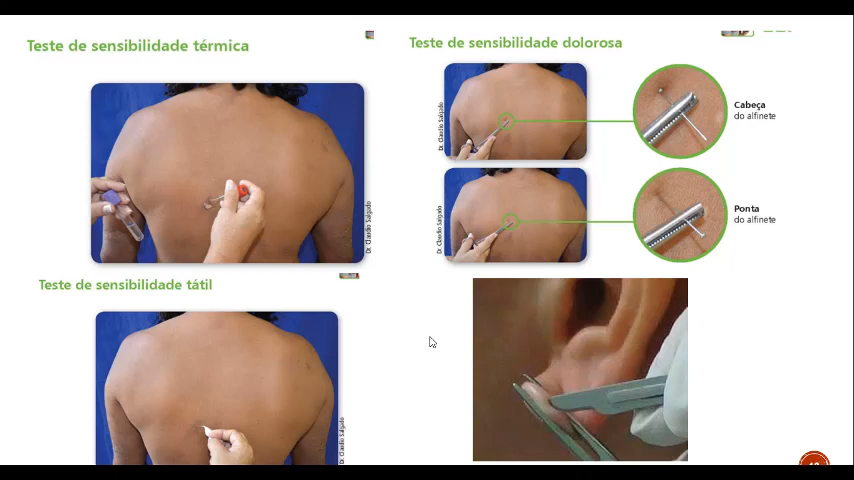 Teste de sensibilidade térmica
Dr. Claudio Salgado
Teste de sensibilidade tátil
Dr. Claudio Salgado
Teste de sensibilidade dolorosa
Dr. Claudio Salgado
Cabeça
do alfinete
Dr. Claudio Salgado
Ponta
do alfinete